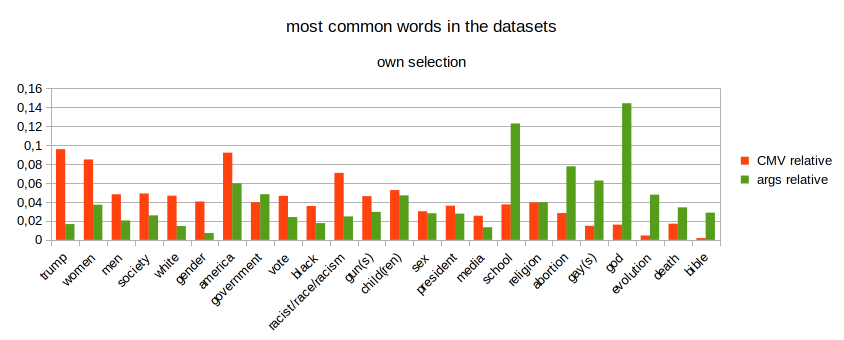 most common words in the datasets
own selection
0,16
0,14
0,12
0,1
0,08
0,06
0,04
0,02
0
CMV relative
args relative
trump
women
men
society
white
gender
america
government
vote
black
racist/race/racism
gun(s)
child(ren)
sex
president
media
school
religion
abortion
gay(s)
god
evolution
death
bible